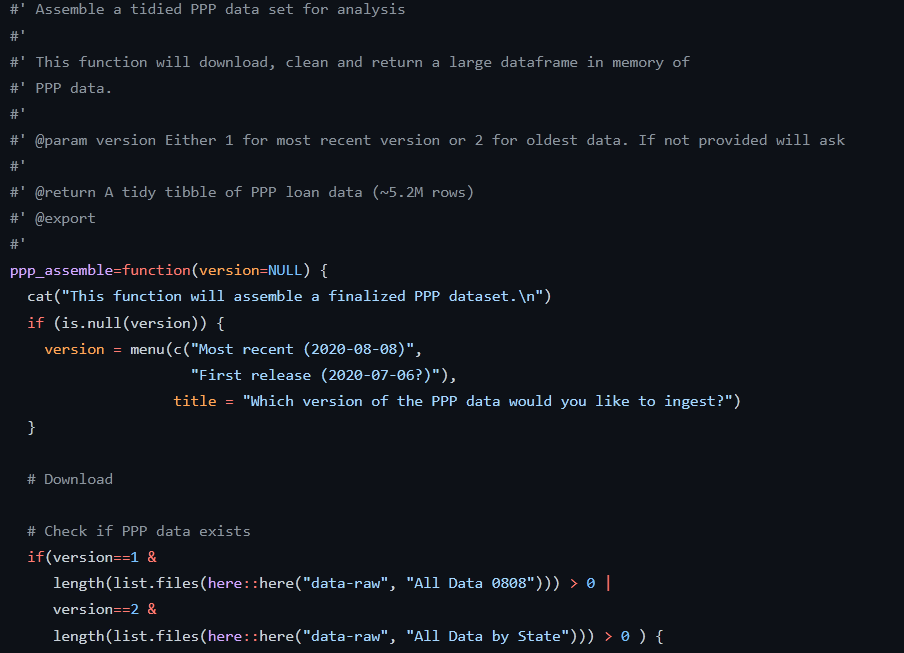 #' Assemble a tidied PPP data set for analysis
#'
#' This function will download, clean and return a large dataframe in memory of
#' PPP data.
#'
#' @param version Either 1 for most recent version or 2 for oldest data. If not provided will ask
#'
#' @return A tidy tibble of PPP loan data (~5.2M rows)
#' @export
#'
ppp_assemble=function(version=NULL) {
  cat("This function will assemble a finalized PPP dataset.\n")
  if (is.null(version)) {
    version = menu(c("Most recent (2020-08-08)",
                     "First release (2020-07-06?)"),
                   title = "Which version of the PPP data would you like to ingest?")
  }

  # Download

  # Check if PPP data exists
  if(version==1 &
     length(list.files(here::here("data-raw", "All Data 0808"))) > 0 |
     version==2 &
     length(list.files(here::here("data-raw", "All Data by State"))) > 0 ) {